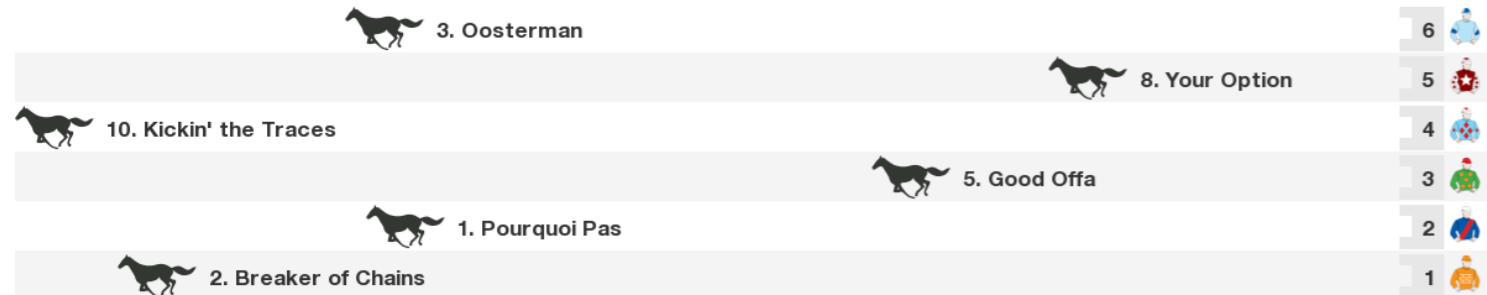 3. Oosterman 6
8. Your Option 5
10. Kickin' the Traces 4
5. Good Offa 3
1. Pourquoi Pas 2
2. Breaker of Chains 1